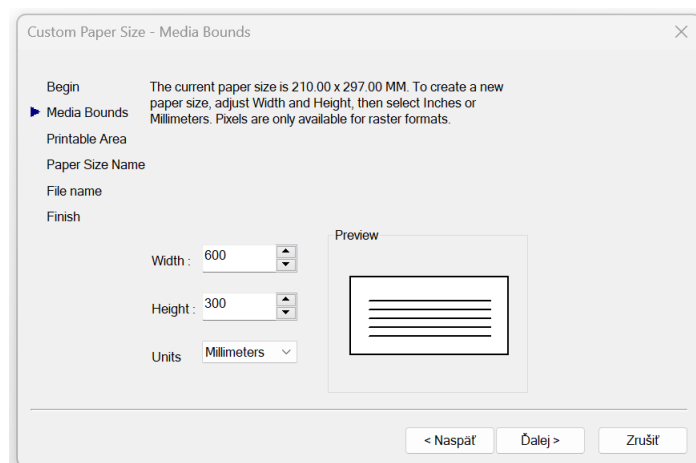 Custom Paper Size - Media Bounds
Begin
Media Bounds
Printable Area
Paper Size Name
File name
Finish
The current paper size is 210.00 x 297.00 MM. To create a new
paper size, adjust Width and Height, then select Inches or
Millimeters. Pixels are only available for raster formats.
Width :
600
Height :
300
Units
Millimeters
Preview
< Naspäť
Ďalej >
Zrušiť